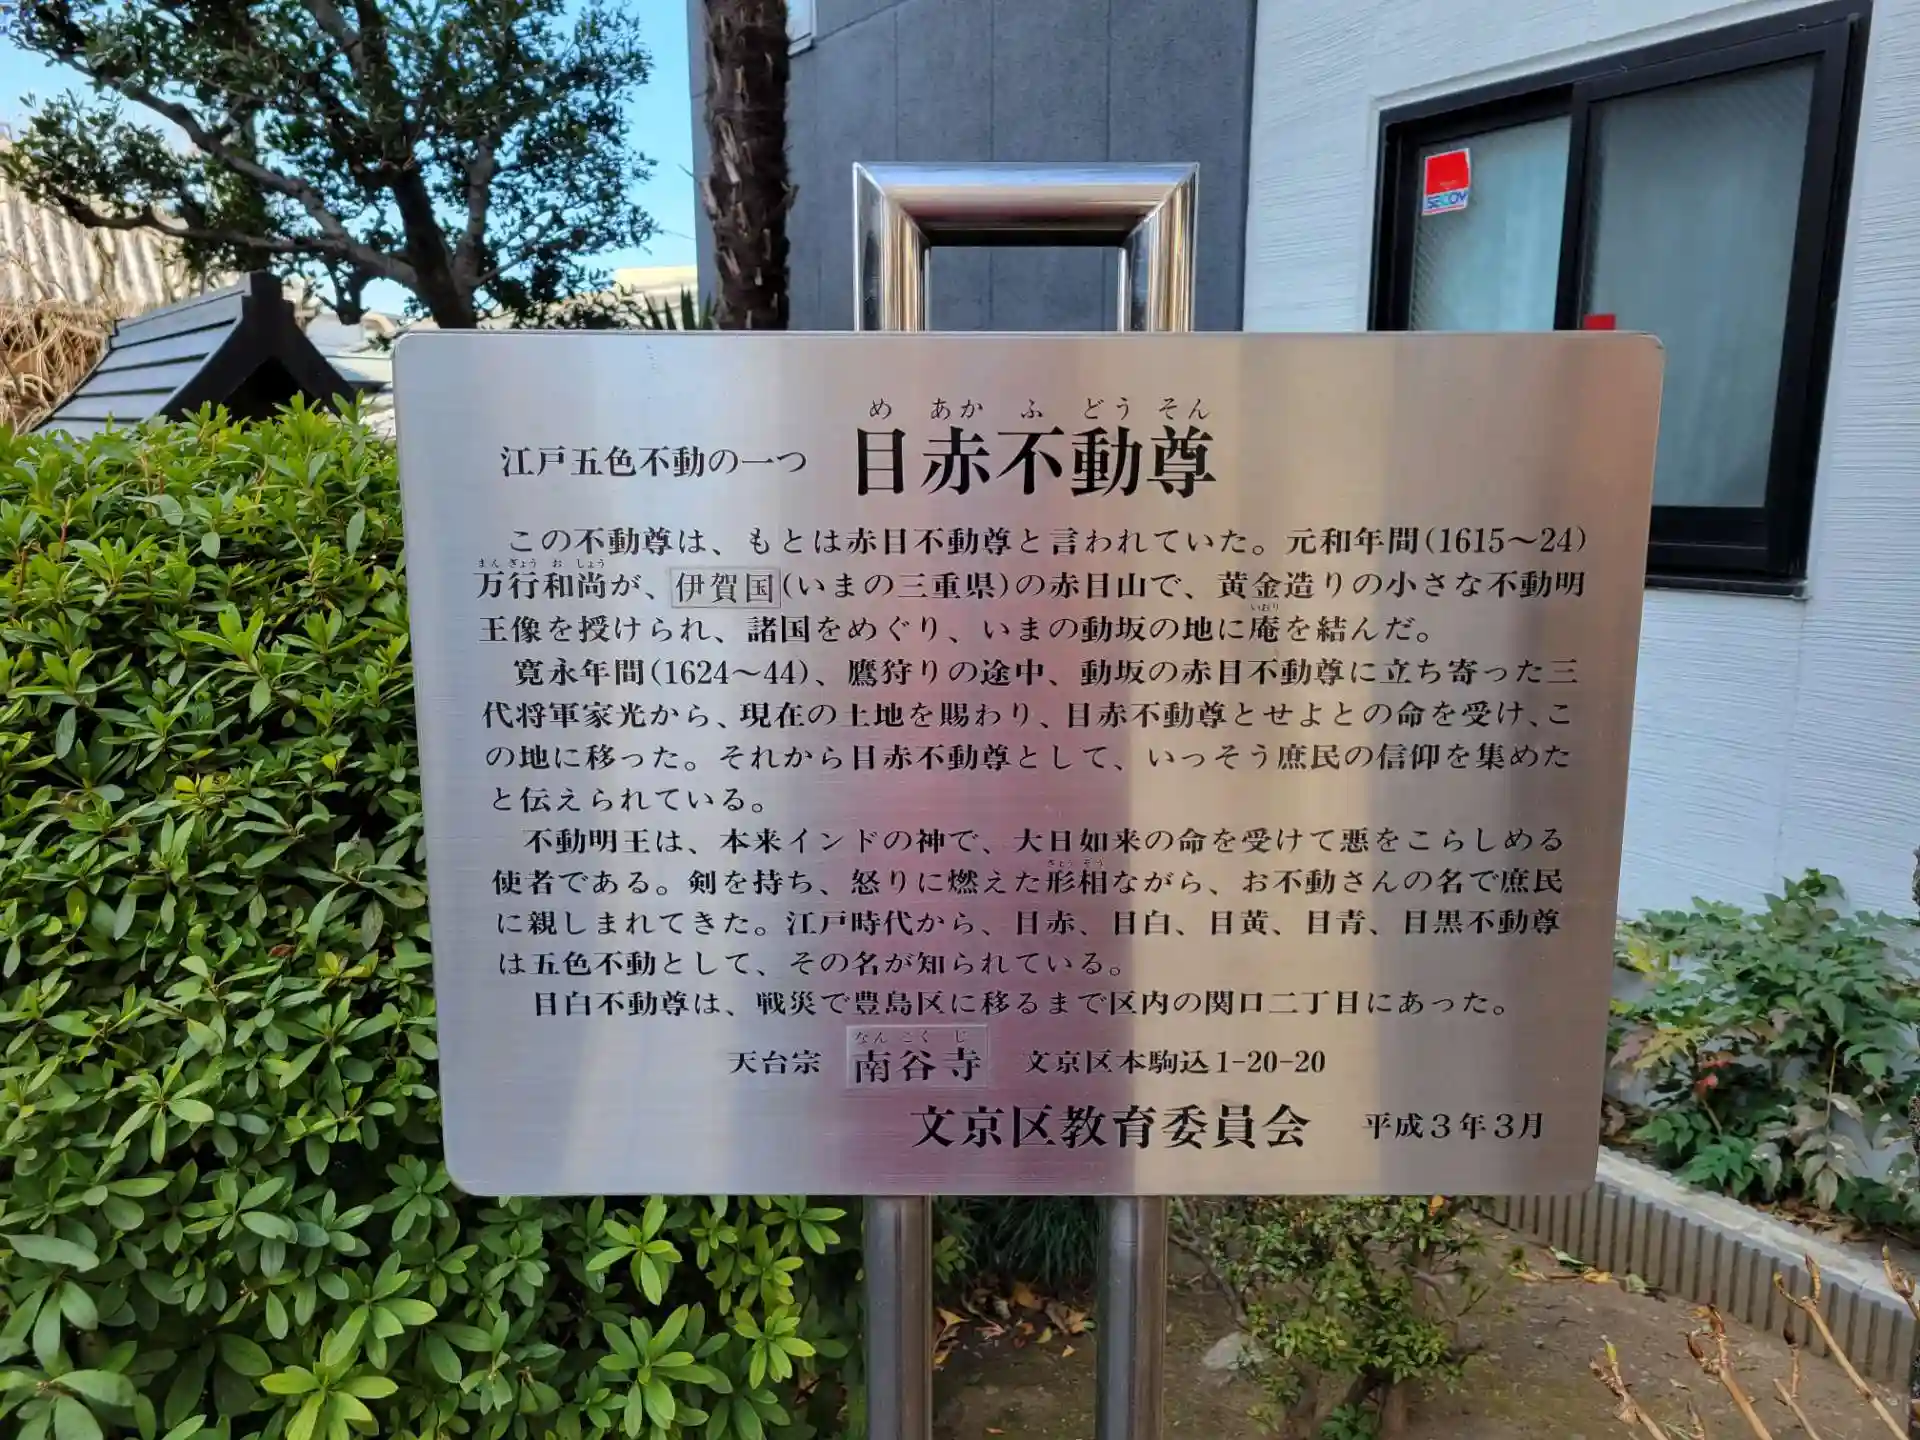 SECOM
め あか ふ どう そん
江戸五色不動の一つ 目赤不動尊
この不動尊は、もとは赤目不動尊と言われていた。元和年間(1615〜24)
まん ぎょう お しょう
万行和尚が、伊賀国(いまの三重県)の赤目山で、黄金造りの小さな不動明
いおり
王像を授けられ、諸国をめぐり、いまの動坂の地に庵を結んだ。
寛永年間(1624〜44)、鷹狩りの途中、動坂の赤目不動尊に立ち寄った三
代将軍家光から、現在の土地を賜わり、目赤不動尊とせよとの命を受け、こ
の地に移った。それから目赤不動尊として、いっそう庶民の信仰を集めた
と伝えられている。
不動明王は、本来インドの神で、大日如来の命を受けて悪をこらしめる
ぎょう そう
使者である。剣を持ち、怒りに燃えた形相ながら、お不動さんの名で庶民
に親しまれてきた。江戸時代から、目赤、目白、目黄、目青、目黒不動尊
は五色不動として、その名が知られている。
目白不動尊は、戦災で豊島区に移るまで区内の関口二丁目にあった。
なん こく じ
天台宗 南谷寺 文京区本駒込1-20-20
文京区教育委員会 平成3年3月